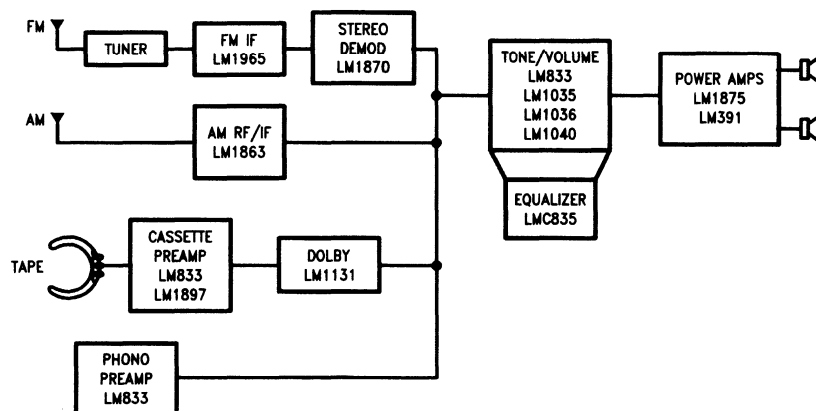 FM
TUNER
FM IF
LM1965
STEREO
DEMOD
LM1870
AM
AM RF/IF
LM1863
TAPE
CASSETTE
PREAMP
LM833
LM1897
DOLBY
LM1131
PHONO
PREAMP
LM833
TONE/VOLUME
LM833
LM1035
LM1036
LM1040
EQUALIZER
LMC835
POWER AMPS
LM1875
LM391